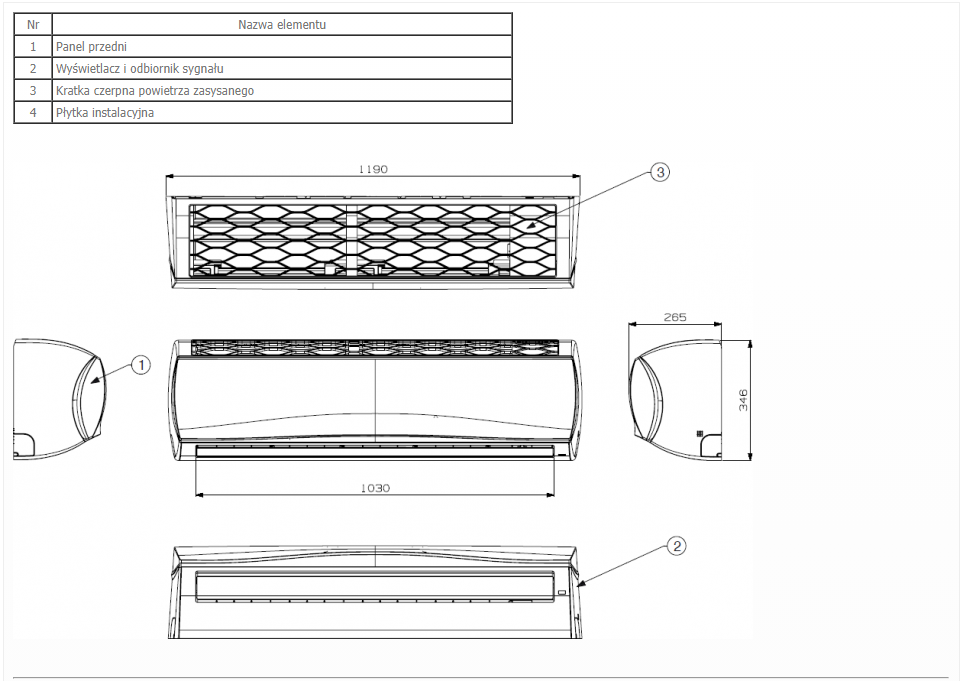 Nr Nazwa elementu
1 Panel przedni
2 Wyświetlacz i odbiornik sygnału
3 Kratka czerpna powietrza zasysanego
4 Płytka instalacyjna
1190
3
265
1
346
1030
2